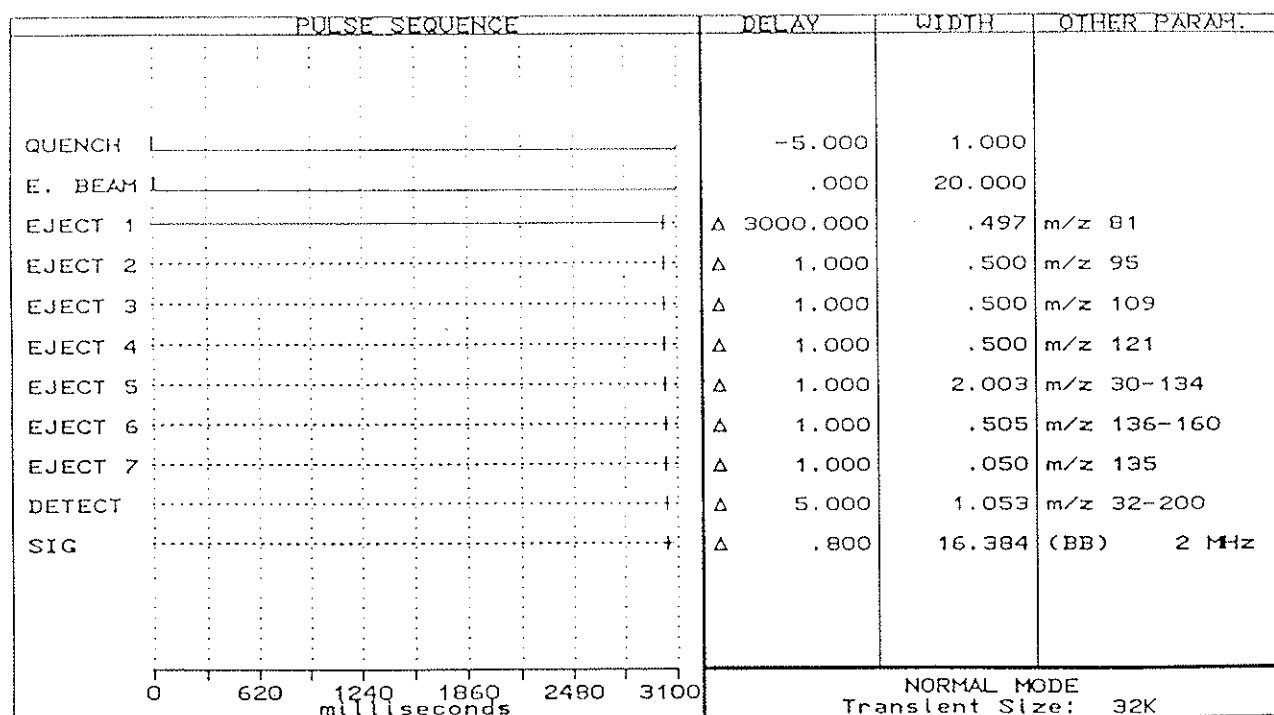 PULSE SEQUENCE DELAY WIDTH OTHER PARAM.
QUENCH -5.000 1.000
E. BEAM .000 20.000
EJECT 1 Δ 3000.000 .497 m/z 81
EJECT 2 Δ 1.000 .500 m/z 95
EJECT 3 Δ 1.000 .500 m/z 109
EJECT 4 Δ 1.000 .500 m/z 121
EJECT 5 Δ 1.000 2.003 m/z 30-134
EJECT 6 Δ 1.000 .505 m/z 136-160
EJECT 7 Δ 1.000 .050 m/z 135
DETECT Δ 5.000 1.053 m/z 32-200
SIG Δ .800 16.384 (BB) 2 MHz
0 620 1240 1860 2480 3100
milliseconds
NORMAL MODE
Transient Size: 32K